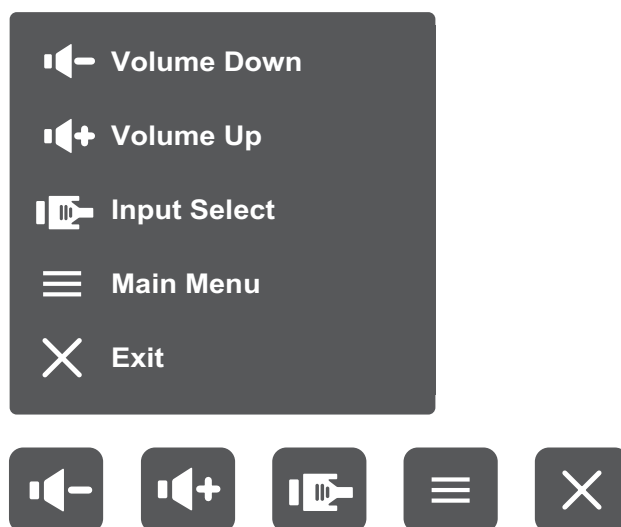 Volume Down
Volume Up
Input Select
Main Menu
Exit